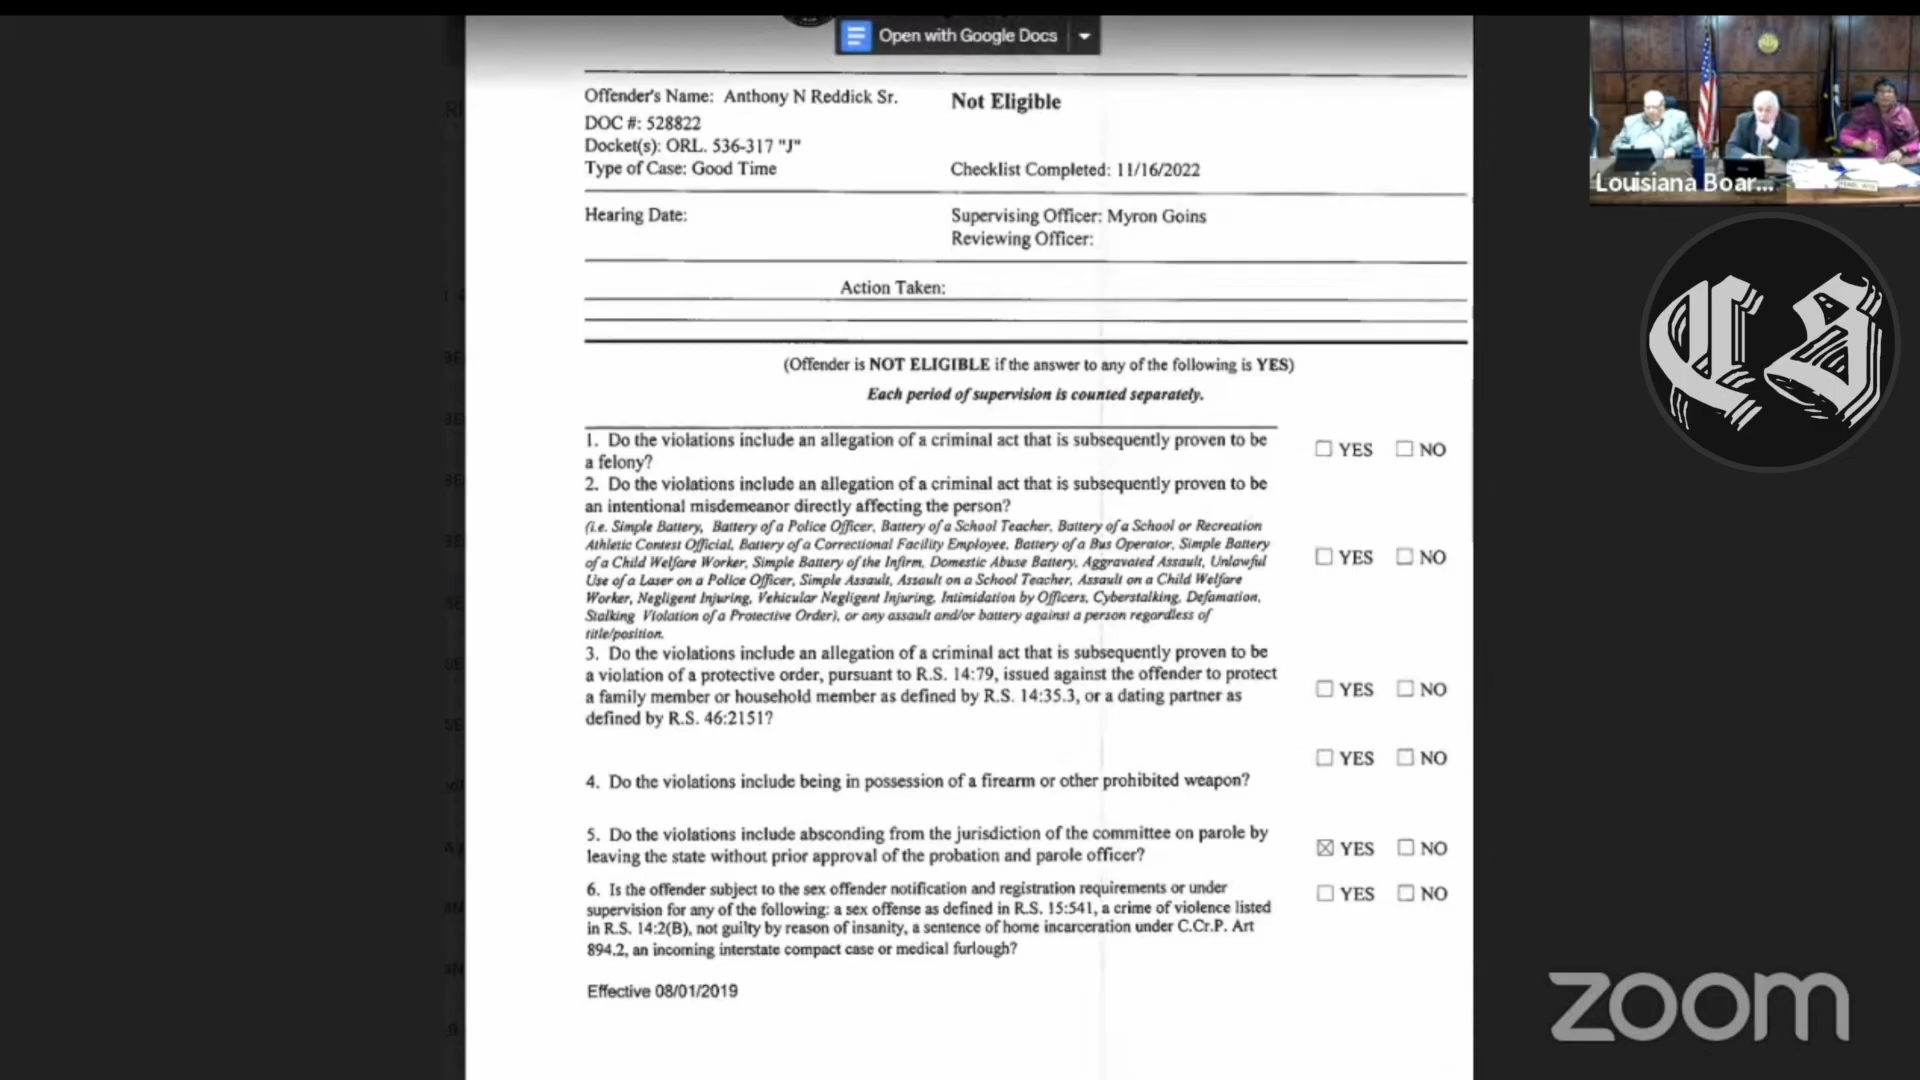 Open with Google Docs
Offender's Name: Anthony N Reddick Sr.
Not Eligible
DOC #: 528822
Docket(s): ORL. 536-317 "J"
Type of Case: Good Time
Checklist Completed: 11/16/2022
Hearing Date:
Supervising Officer: Myron Goins
Reviewing Officer:
Action Taken:
(Offender is NOT ELIGIBLE if the answer to any of the following is YES)
Each period of supervision is counted separately.
1. Do the violations include an allegation of a criminal act that is subsequently proven to be
a felony?
☐ YES ☐ NO
2. Do the violations include an allegation of a criminal act that is subsequently proven to be
an intentional misdemeanor directly affecting the person?
(i.e. Simple Battery, Battery of a Police Officer, Battery of a School Teacher, Battery of a School or Recreation
Athletic Contest Official, Battery of a Correctional Facility Employee, Battery of a Bus Operator, Simple Battery
of a Child Welfare Worker, Simple Battery of the Infirm, Domestic Abuse Battery, Aggravated Assault, Unlawful
Use of a Laser on a Police Officer, Simple Assault, Assault on a School Teacher, Assault on a Child Welfare
Worker, Negligent Injuring, Vehicular Negligent Injuring, Intimidation by Officers, Cyberstalking, Defamation,
Stalking Violation of a Protective Order), or any assault and/or battery against a person regardless of
title/position.
☐ YES ☐ NO
3. Do the violations include an allegation of a criminal act that is subsequently proven to be
a violation of a protective order, pursuant to R.S. 14:79, issued against the offender to protect
a family member or household member as defined by R.S. 14:35.3, or a dating partner as
defined by R.S. 46:2151?
☐ YES ☐ NO
☐ YES ☐ NO
4. Do the violations include being in possession of a firearm or other prohibited weapon?
5. Do the violations include absconding from the jurisdiction of the committee on parole by
leaving the state without prior approval of the probation and parole officer?
☒ YES ☐ NO
6. Is the offender subject to the sex offender notification and registration requirements or under
supervision for any of the following: a sex offense as defined in R.S. 15:541, a crime of violence listed
in R.S. 14:2(B), not guilty by reason of insanity, a sentence of home incarceration under C.Cr.P. Art
894.2, an incoming interstate compact case or medical furlough?
☐ YES ☐ NO
Effective 08/01/2019
Louisiana Boar...
CS
zoom